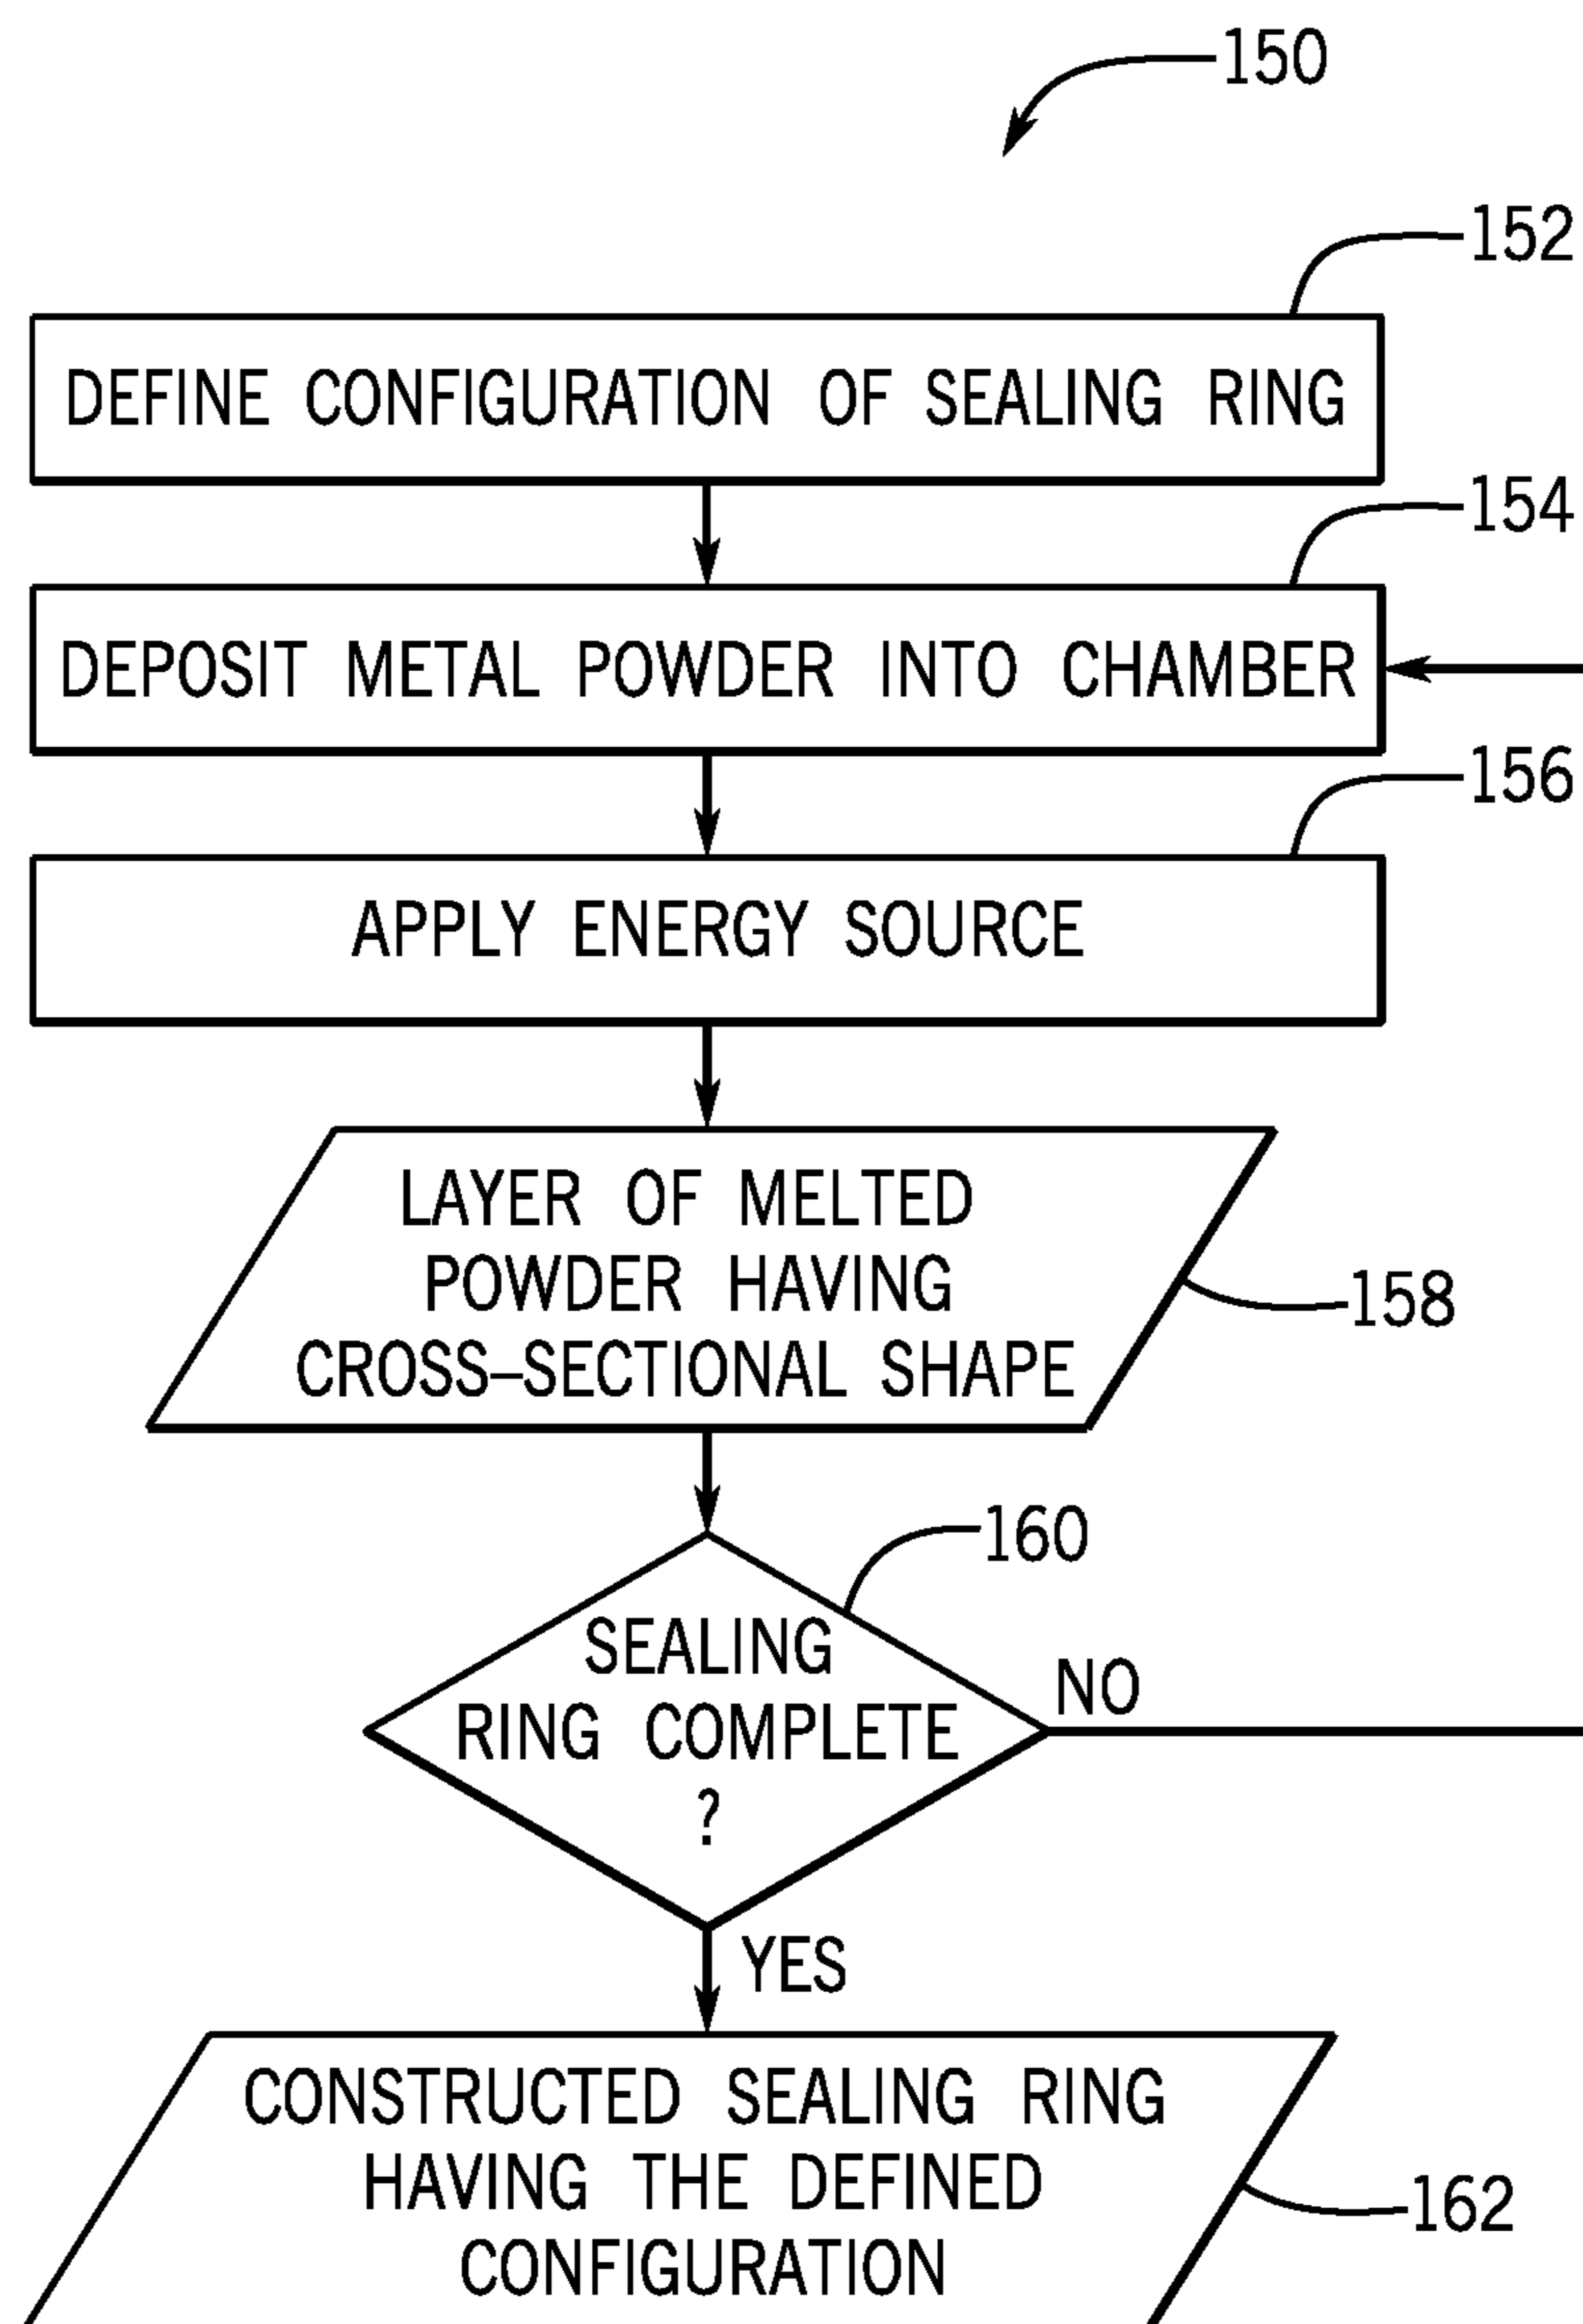 150
152
DEFINE CONFIGURATION OF SEALING RING
154
DEPOSIT METAL POWDER INTO CHAMBER
156
APPLY ENERGY SOURCE
LAYER OF MELTED
POWDER HAVING
CROSS-SECTIONAL SHAPE
158
160
SEALING
RING COMPLETE
?
NO
YES
CONSTRUCTED SEALING RING
HAVING THE DEFINED
CONFIGURATION
162